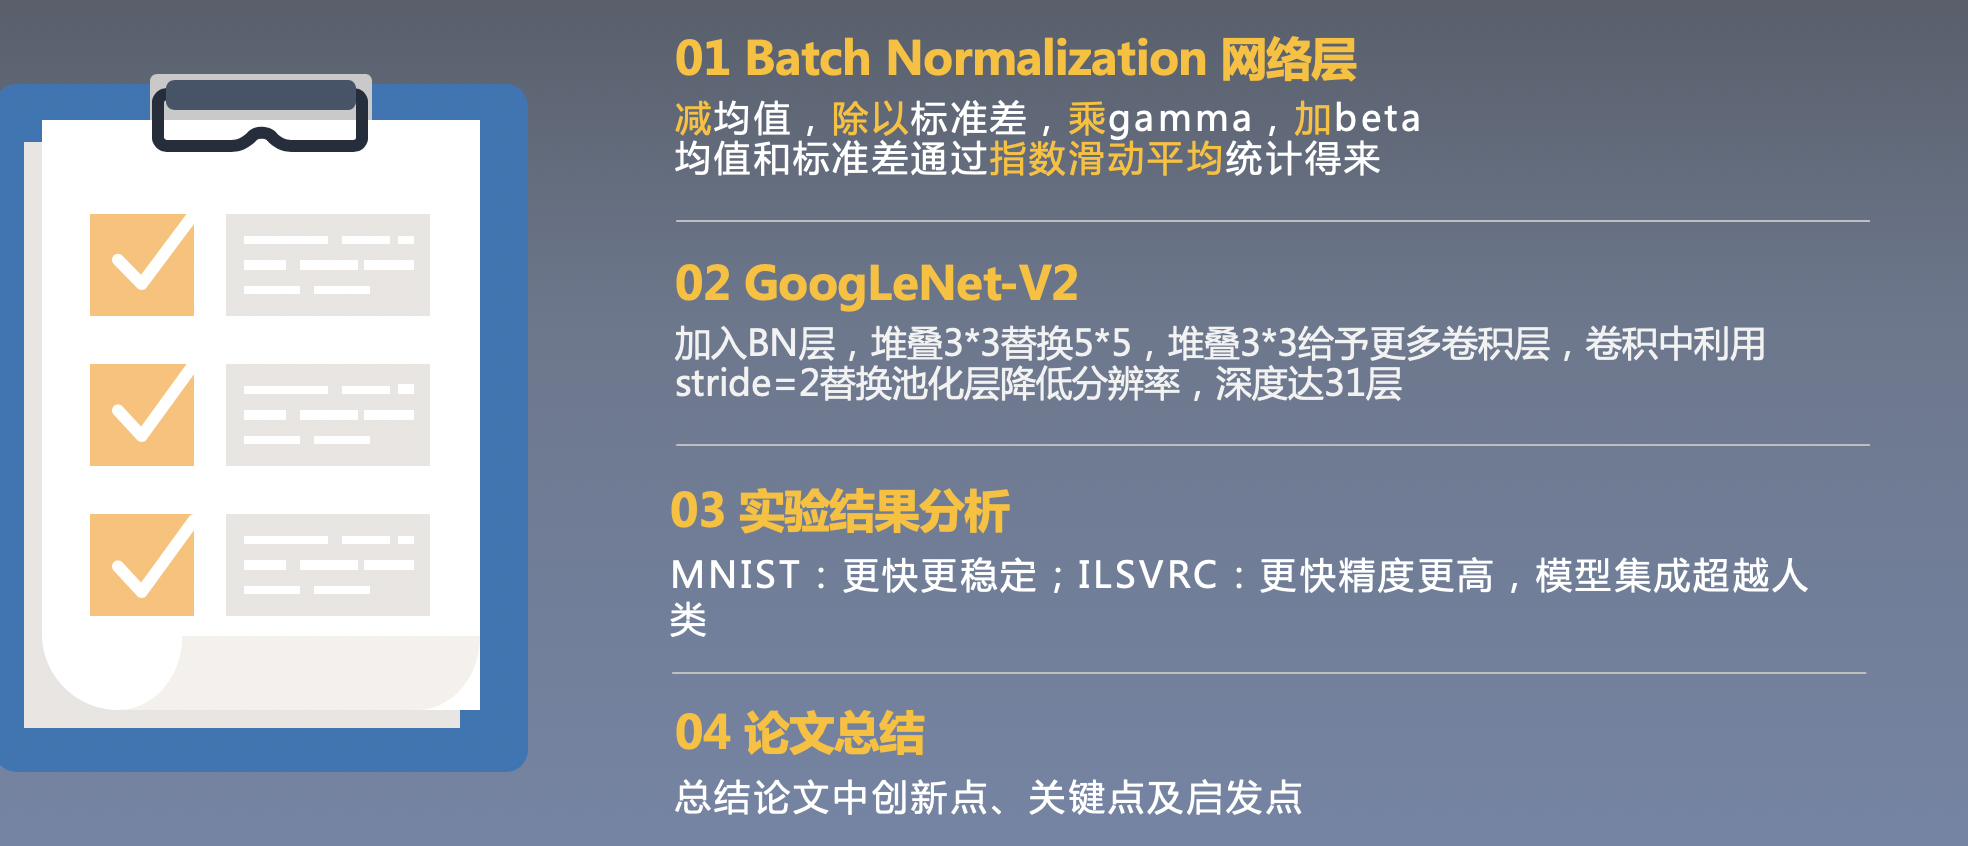 01 Batch Normalization 网络层
减均值，除以标准差，乘gamma，加beta
均值和标准差通过指数滑动平均统计得来
02 GoogLeNet-V2
加入BN层，堆叠3*3替换5*5，堆叠3*3给予更多卷积层，卷积中利用
stride=2替换池化层降低分辨率，深度达31层
03 实验结果分析
MNIST：更快更稳定；ILSVRC：更快精度更高，模型集成超越人
类
04 论文总结
总结论文中创新点、关键点及启发点